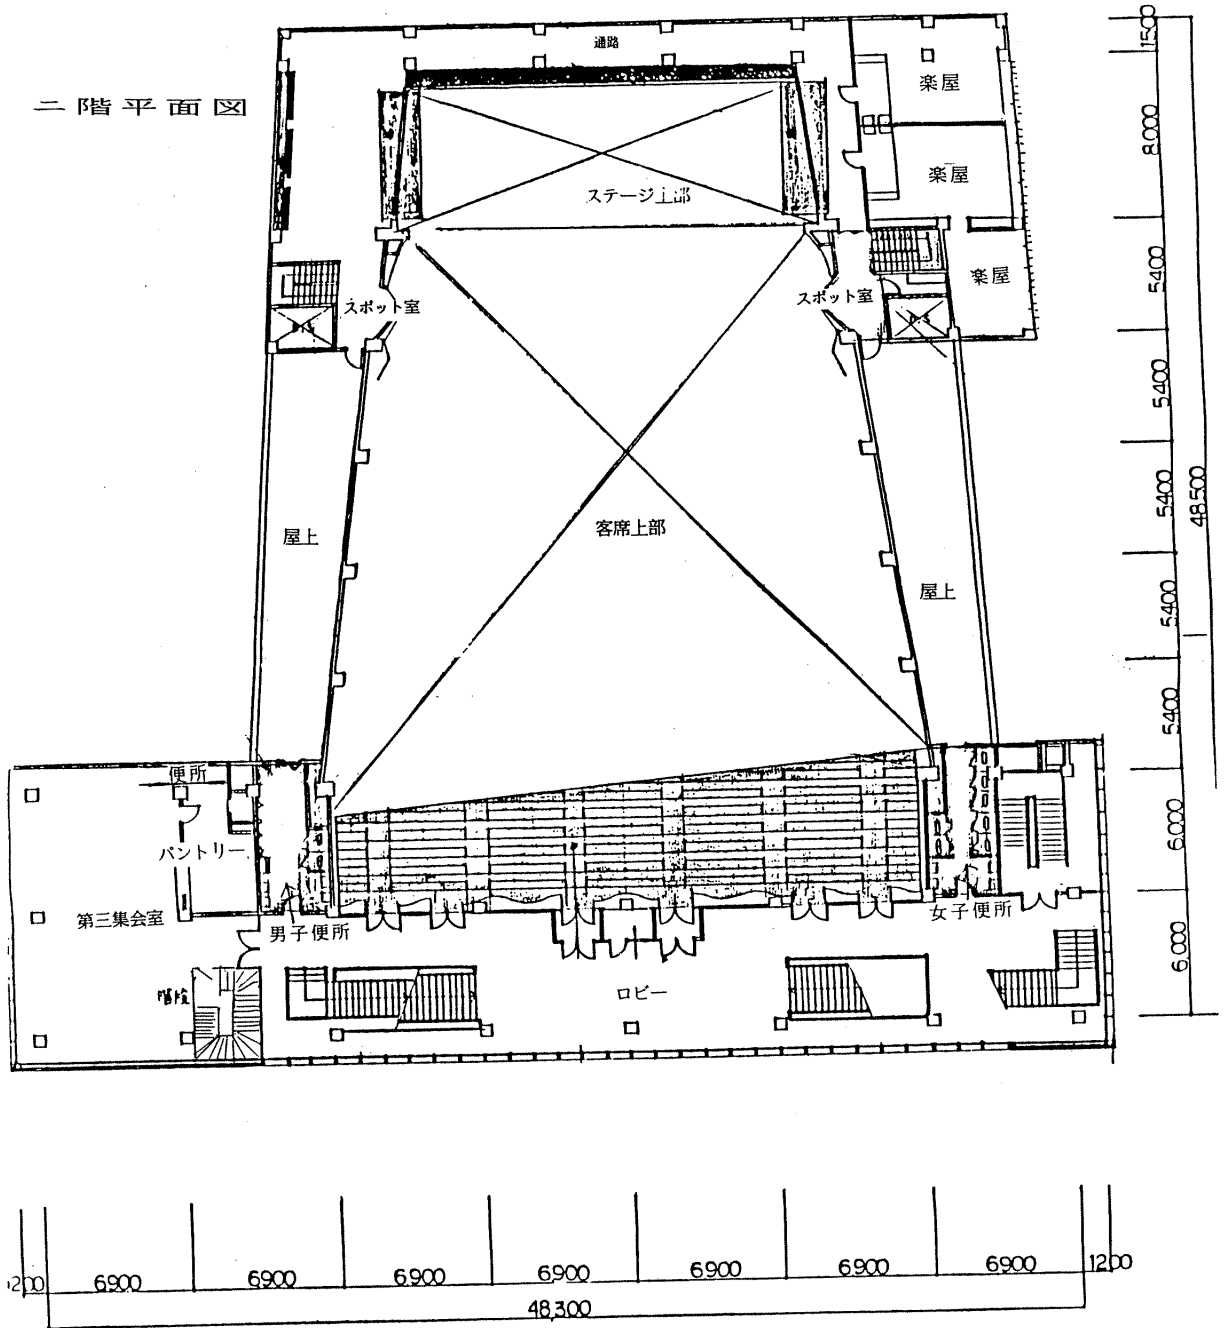 二階平面図
通路
楽屋
楽屋
楽屋
ステージ上部
スポット室
スポット室
D.S
D.S
客席上部
屋上
屋上
便所
パントリー
第三集会室
男子便所
女子便所
階段
ロビー
1500
8,000
5,400
5,400
5,400
5,400
5,400
6,000
6,000
48,500
1,200
6,900
6,900
6,900
6,900
6,900
6,900
6,900
1,200
48,300